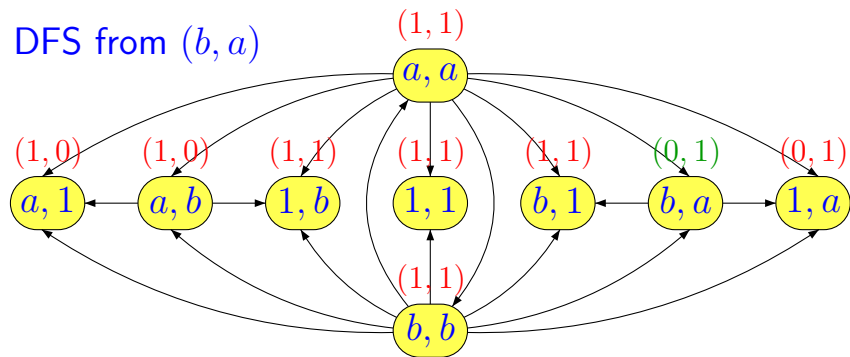 DFS from (b, a)
(1, 1)
a, a
(1, 0) (1, 0) (1, 1) (1, 1) (1, 1) (0, 1) (0, 1)
a, 1 a, b 1, b 1, 1 b, 1 b, a 1, a
(1, 1)
b, b